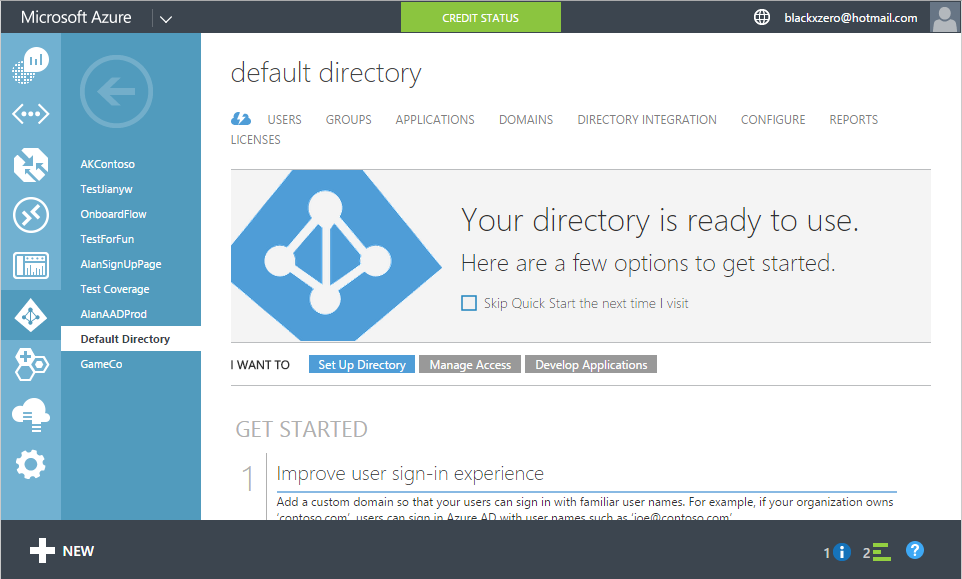 Microsoft Azure
CREDIT STATUS
blackxzero@hotmail.com
AKContoso
TestJianyw
OnboardFlow
TestForFun
AlanSignUpPage
Test Coverage
AlanAADProd
Default Directory
GameCo
default directory
USERS GROUPS APPLICATIONS DOMAINS DIRECTORY INTEGRATION CONFIGURE REPORTS
LICENSES
Your directory is ready to use.
Here are a few options to get started.
Skip Quick Start the next time I visit
I WANT TO Set Up Directory Manage Access Develop Applications
GET STARTED
1 Improve user sign-in experience
Add a custom domain so that your users can sign in with familiar user names. For example, if your organization owns
'contoso.com', users can sign in Azure AD with user names such as 'joe@contoso.com'
NEW
1 i 2 ?